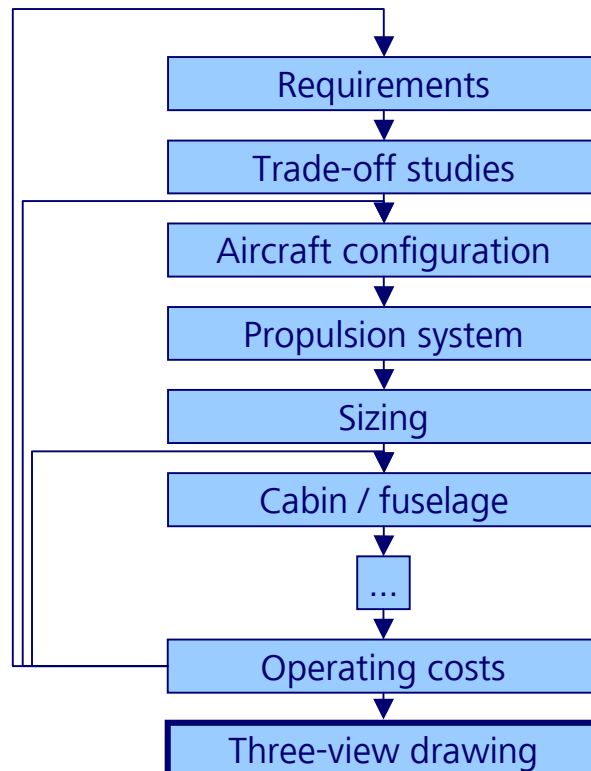 Requirements
Trade-off studies
Aircraft configuration
Propulsion system
Sizing
Cabin / fuselage
...
Operating costs
Three-view drawing